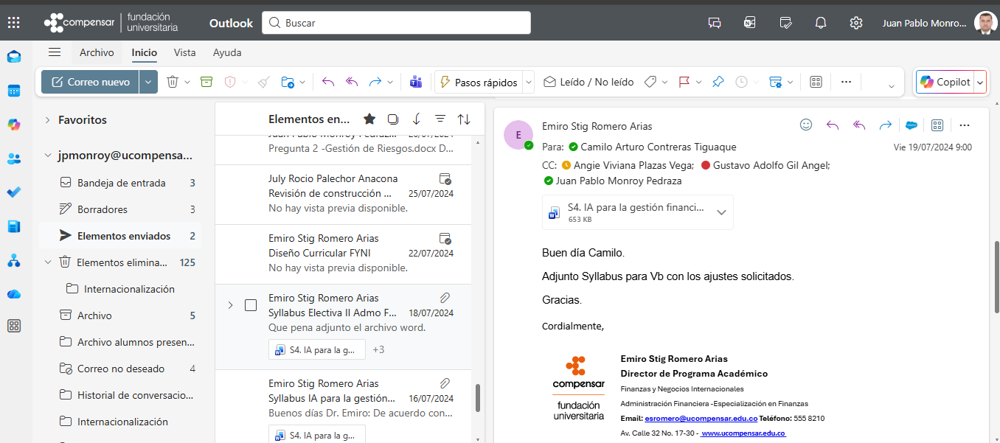 compensar | fundación universitaria
Outlook
Buscar
Juan Pablo Monro...
Archivo
Inicio
Vista
Ayuda
Correo nuevo
Pasos rápidos
Leído / No leído
Copilot
Favoritos
jpmonroy@ucompensa...
Bandeja de entrada 3
Borradores 3
Elementos enviados 2
Elementos elimina... 125
Internacionalización
Archivo 5
Archivo alumnos presen...
Correo no deseado 4
Historial de conversacio...
Internacionalización
Elementos en...
Pregunta 2 -Gestión de Riesgos.docx D...
July Rocio Palechor Anacona
Revisión de construcción ... 25/07/2024
No hay vista previa disponible.
Emiro Stig Romero Arias
Diseño Curricular FYNI 22/07/2024
No hay vista previa disponible.
Emiro Stig Romero Arias
Syllabus Electiva II Admo F... 18/07/2024
Que pena adjunto el archivo word.
S4. IA para la g... +3
Emiro Stig Romero Arias
Syllabus IA para la gestión... 16/07/2024
Buenos días Dr. Emiro: De acuerdo con...
S4. IA para la g...
E
Emiro Stig Romero Arias
Para: Camilo Arturo Contreras Tiguaque
Vie 19/07/2024 9:00
CC: Angie Viviana Plazas Vega; Gustavo Adolfo Gil Angel;
Juan Pablo Monroy Pedraza
S4. IA para la gestión financi...
653 KB
Buen día Camilo.
Adjunto Syllabus para Vb con los ajustes solicitados.
Gracias.
Cordialmente,
compensar
fundación
universitaria
Emiro Stig Romero Arias
Director de Programa Académico
Finanzas y Negocios Internacionales
Administración Financiera -Especialización en Finanzas
Email: esromero@ucompensar.edu.co Teléfono: 555 8210
Av. Calle 32 No. 17-30 - www.ucompensar.edu.co